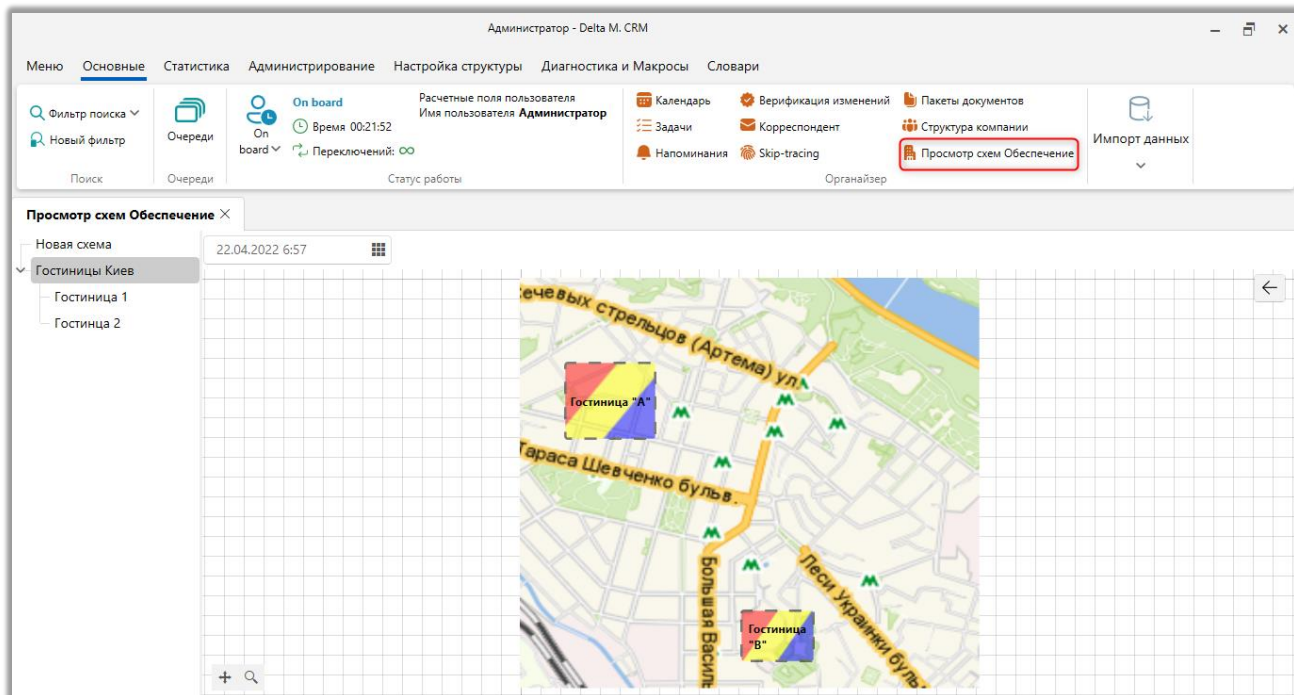 Администратор - Delta M. CRM
Меню Основные Статистика Администрирование Настройка структуры Диагностика и Макросы Словари
Фильтр поиска
Новый фильтр
Поиск
Очереди
Очереди
On board
On board
Время 00:21:52
Переключений: ∞
Расчетные поля пользователя
Имя пользователя Администратор
Статус работы
Календарь
Задачи
Напоминания
Верификация изменений
Корреспондент
Skip-tracing
Пакеты документов
Структура компании
Просмотр схем Обеспечение
Органайзер
Импорт данных
Просмотр схем Обеспечение
Новая схема
Гостиницы Киев
Гостиница 1
Гостинца 2
22.04.2022 6:57
ечевых стрельцов (Артема) ул.
Гостиница "А"
Тараса Шевченко бульв.
Большая Василь
Леси Украинки буль
Гостиница
"В"